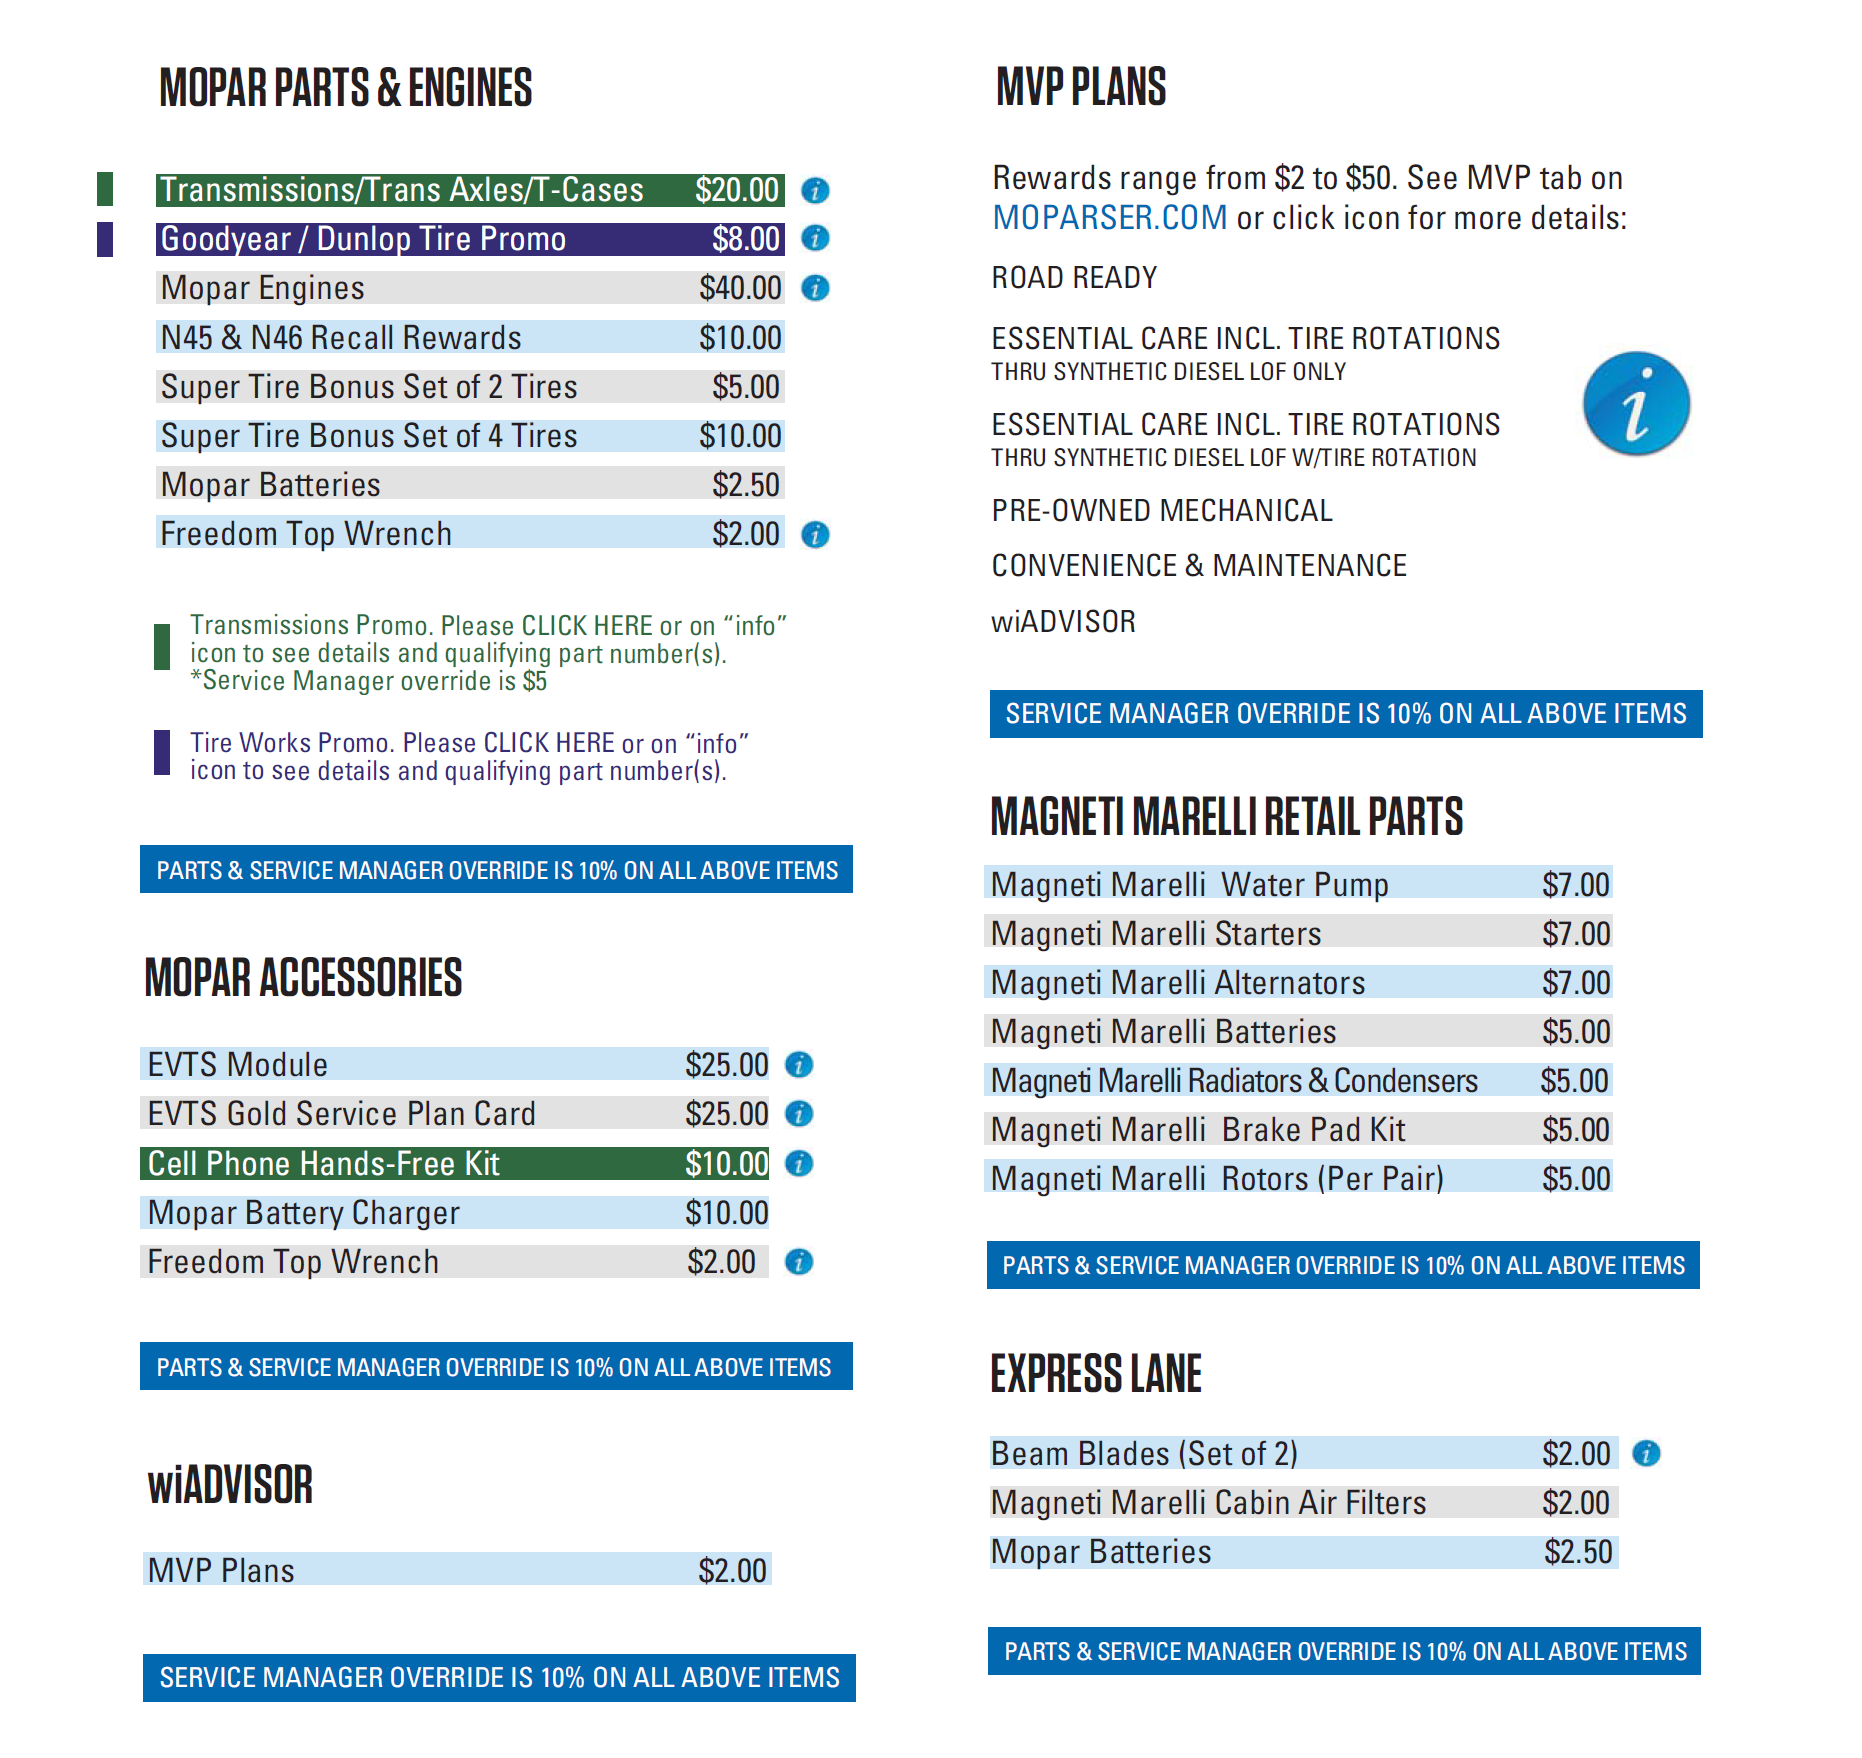 MOPAR PARTS & ENGINES
Transmissions/Trans Axles/T-Cases $20.00
Goodyear / Dunlop Tire Promo $8.00
Mopar Engines $40.00
N45 & N46 Recall Rewards $10.00
Super Tire Bonus Set of 2 Tires $5.00
Super Tire Bonus Set of 4 Tires $10.00
Mopar Batteries $2.50
Freedom Top Wrench $2.00
Transmissions Promo. Please CLICK HERE or on “info”
icon to see details and qualifying part number(s).
*Service Manager override is $5
Tire Works Promo. Please CLICK HERE or on “info”
icon to see details and qualifying part number(s).
PARTS & SERVICE MANAGER OVERRIDE IS 10% ON ALL ABOVE ITEMS
MOPAR ACCESSORIES
EVTS Module $25.00
EVTS Gold Service Plan Card $25.00
Cell Phone Hands-Free Kit $10.00
Mopar Battery Charger $10.00
Freedom Top Wrench $2.00
PARTS & SERVICE MANAGER OVERRIDE IS 10% ON ALL ABOVE ITEMS
wiADVISOR
MVP Plans $2.00
SERVICE MANAGER OVERRIDE IS 10% ON ALL ABOVE ITEMS
MVP PLANS
Rewards range from $2 to $50. See MVP tab on
MOPARSER.COM or click icon for more details:
ROAD READY
ESSENTIAL CARE INCL. TIRE ROTATIONS
THRU SYNTHETIC DIESEL LOF ONLY
ESSENTIAL CARE INCL. TIRE ROTATIONS
THRU SYNTHETIC DIESEL LOF W/TIRE ROTATION
PRE-OWNED MECHANICAL
CONVENIENCE & MAINTENANCE
wiADVISOR
SERVICE MANAGER OVERRIDE IS 10% ON ALL ABOVE ITEMS
MAGNETI MARELLI RETAIL PARTS
Magneti Marelli Water Pump $7.00
Magneti Marelli Starters $7.00
Magneti Marelli Alternators $7.00
Magneti Marelli Batteries $5.00
Magneti Marelli Radiators & Condensers $5.00
Magneti Marelli Brake Pad Kit $5.00
Magneti Marelli Rotors (Per Pair) $5.00
PARTS & SERVICE MANAGER OVERRIDE IS 10% ON ALL ABOVE ITEMS
EXPRESS LANE
Beam Blades (Set of 2) $2.00
Magneti Marelli Cabin Air Filters $2.00
Mopar Batteries $2.50
PARTS & SERVICE MANAGER OVERRIDE IS 10% ON ALL ABOVE ITEMS